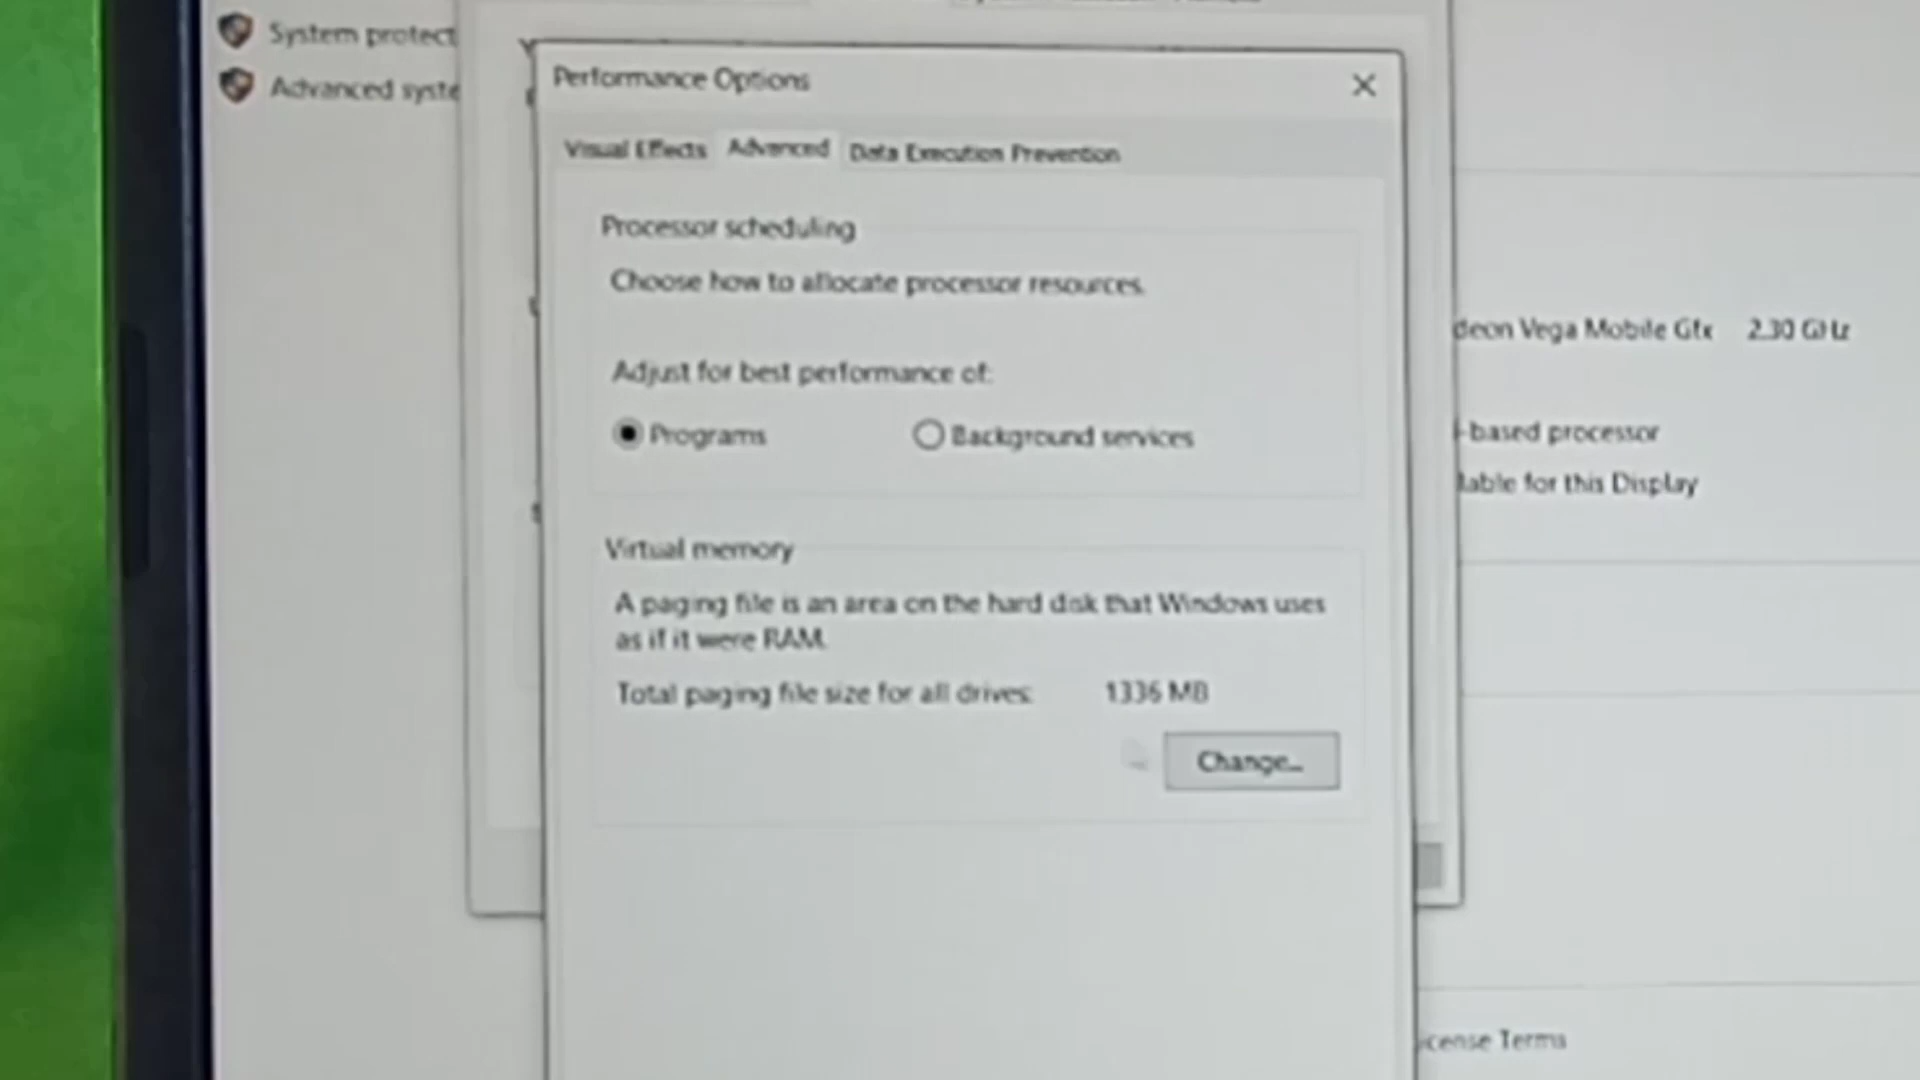 System protect
Advanced syste
Performance Options
Visual Effects Advanced Data Execution Prevention
Processor scheduling
Choose how to allocate processor resources.
deon Vega Mobile Gfx 2.30 GHz
Adjust for best performance of:
Programs Background services
-based processor
lable for this Display
Virtual memory
A paging file is an area on the hard disk that Windows uses
as if it were RAM.
Total paging file size for all drives: 1336 MB
Change...
icense Terms